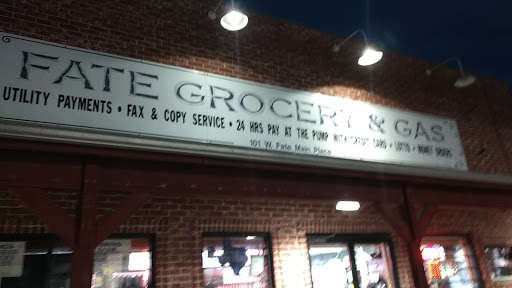 FATE GROCERY & GAS
UTILITY PAYMENTS • FAX & COPY SERVICE • 24 HRS PAY AT THE PUMP WITH CREDIT CARD • LOTTO • MONEY ORDERS
101 W. Fate Main Place